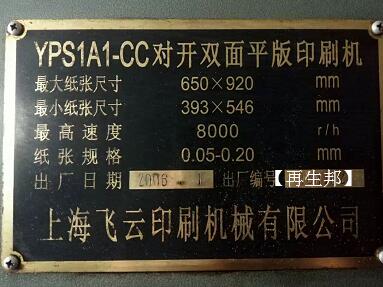 YPS1A1-CC对开双面平版印刷机
最大纸张尺寸 650×920 mm
最小纸张尺寸 393×546 mm
最高速度 8000 r/h
纸张规格 0.05-0.20 mm
出厂日期 2006.1 出厂编号【再生邦】
上海飞云印刷机械有限公司